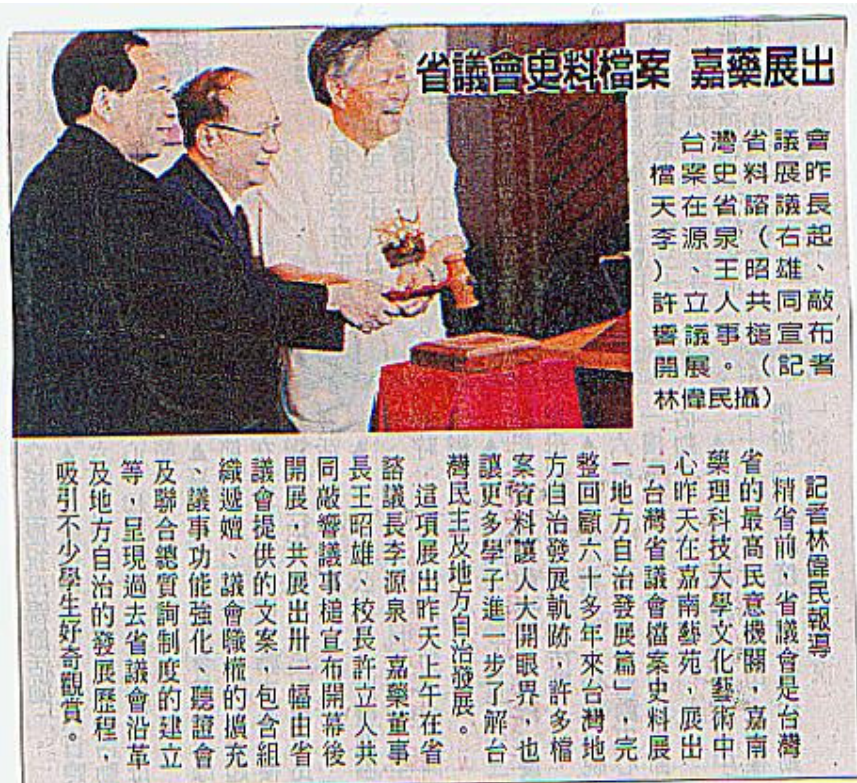 省議會史料檔案 嘉藥展出
台灣省議會
檔案史料展昨
天在省諮議長
李源泉（右起
）、王昭雄、
許立人共同敲
響議事槌宣布
開展。（記者
林偉民攝）
記者林偉民報導
精省前，省議會是台灣
省的最高民意機關，嘉南
藥理科技大學文化藝術中
心昨天在嘉南藝苑，展出
「台灣省議會檔案史料展
－地方自治發展篇」，完
整回顧六十多年來台灣地
方自治發展軌跡，許多檔
案資料讓人大開眼界，也
讓更多學子進一步了解台
灣民主及地方自治發展。
這項展出昨天上午在省
諮議長李源泉、嘉藥董事
長王昭雄、校長許立人共
同敲響議事槌宣布開幕後
開展，共展出卅一幅由省
議會提供的文案，包含組
織遞嬗、議會職權的擴充
、議事功能強化、聽證會
及聯合總質詢制度的建立
等，呈現過去省議會沿革
及地方自治的發展歷程，
吸引不少學生好奇觀賞。